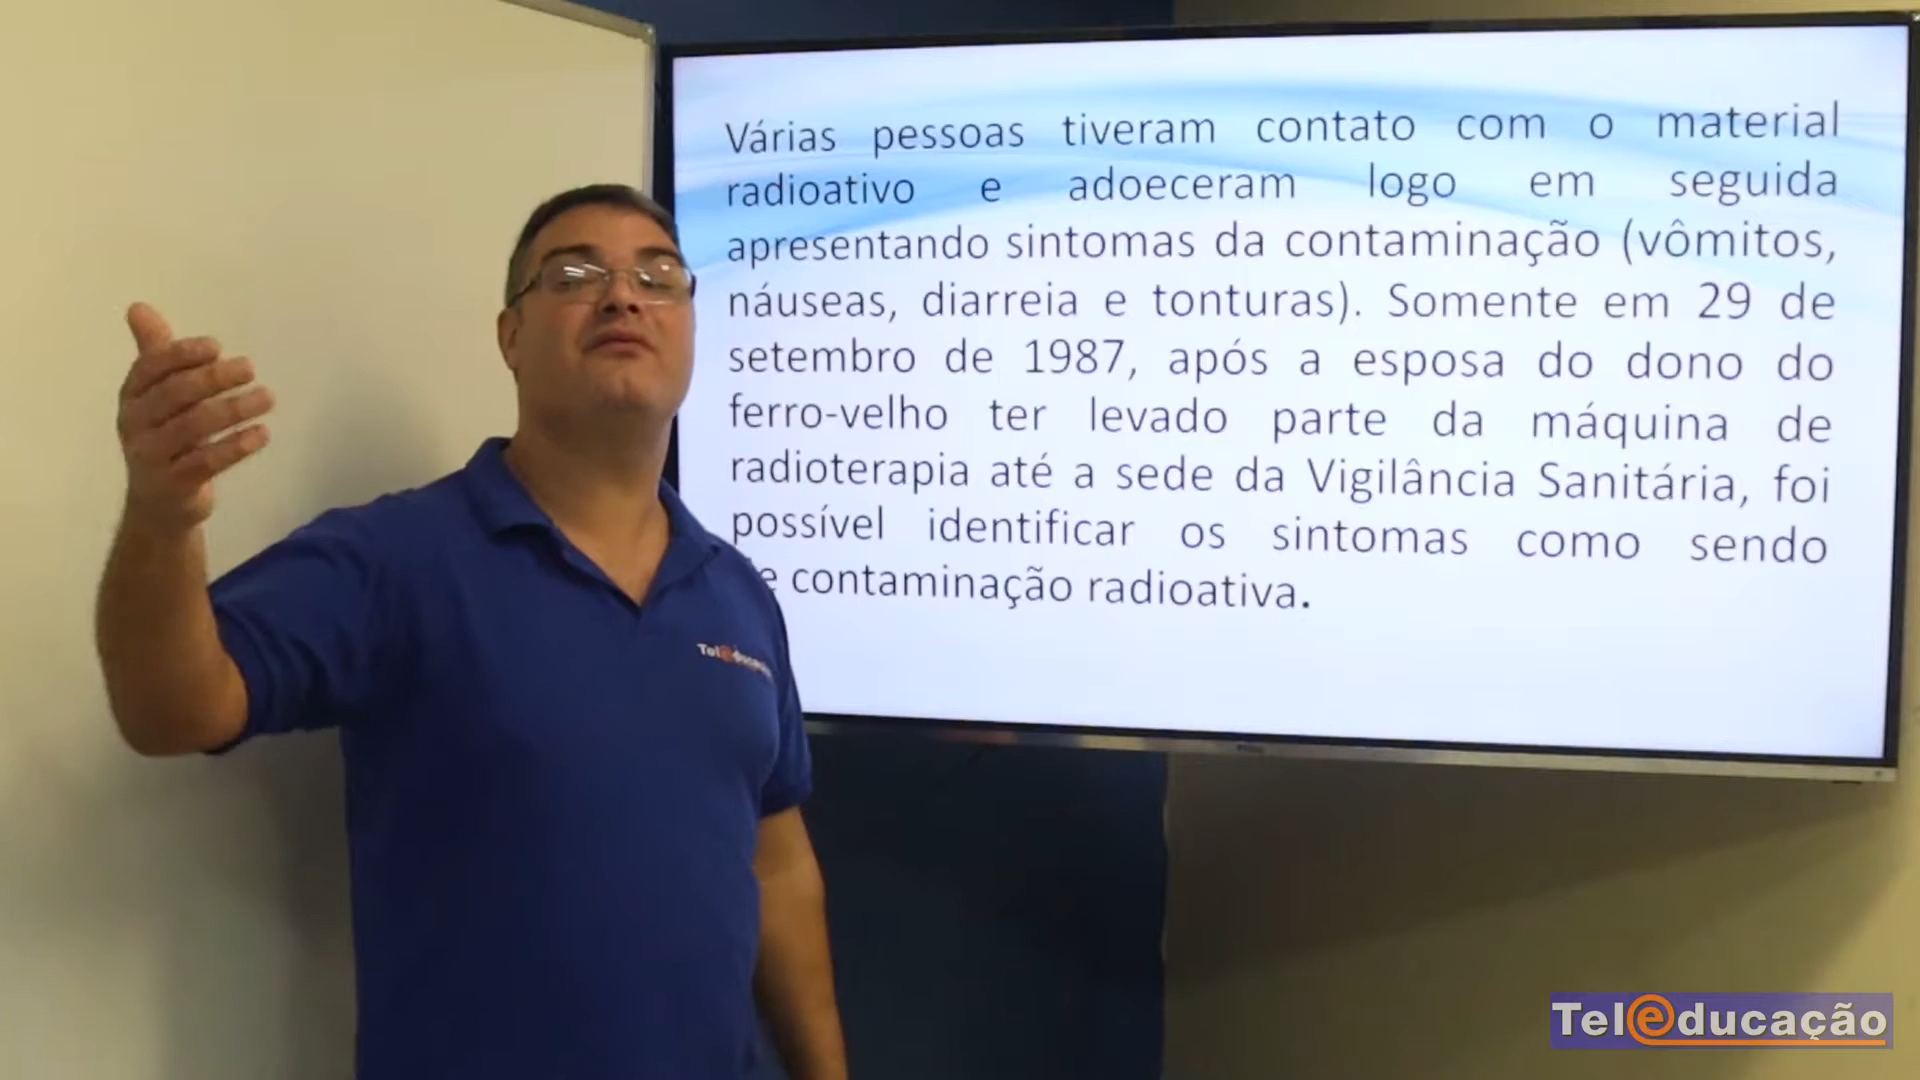 Várias pessoas tiveram contato com o material
radioativo e adoeceram logo em seguida
apresentando sintomas da contaminação (vômitos,
náuseas, diarreia e tonturas). Somente em 29 de
setembro de 1987, após a esposa do dono do
ferro-velho ter levado parte da máquina de
radioterapia até a sede da Vigilância Sanitária, foi
possível identificar os sintomas como sendo
contaminação radioativa.
Teleducação
Teleducação